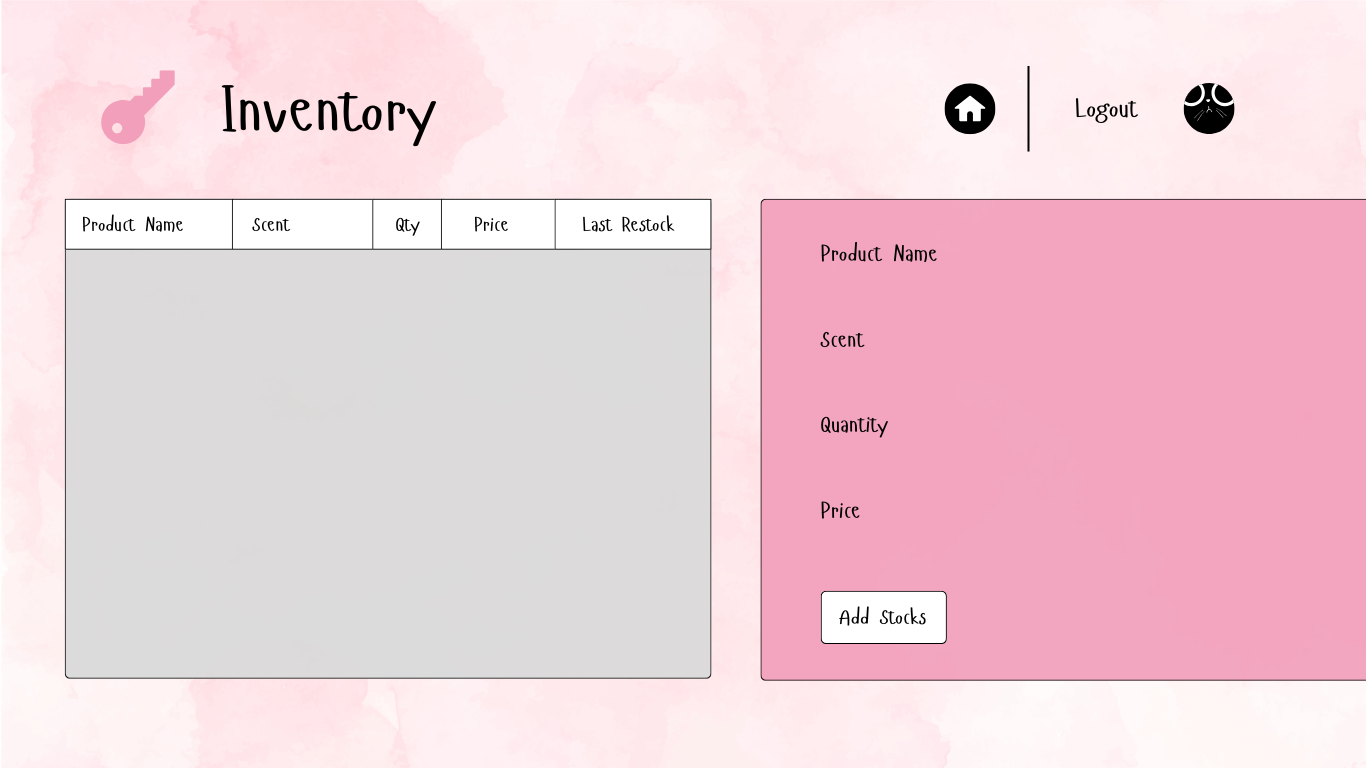 Inventory
Logout
Product Name Scent Qty Price Last Restock
Product Name
Scent
Quantity
Price
Add Stocks